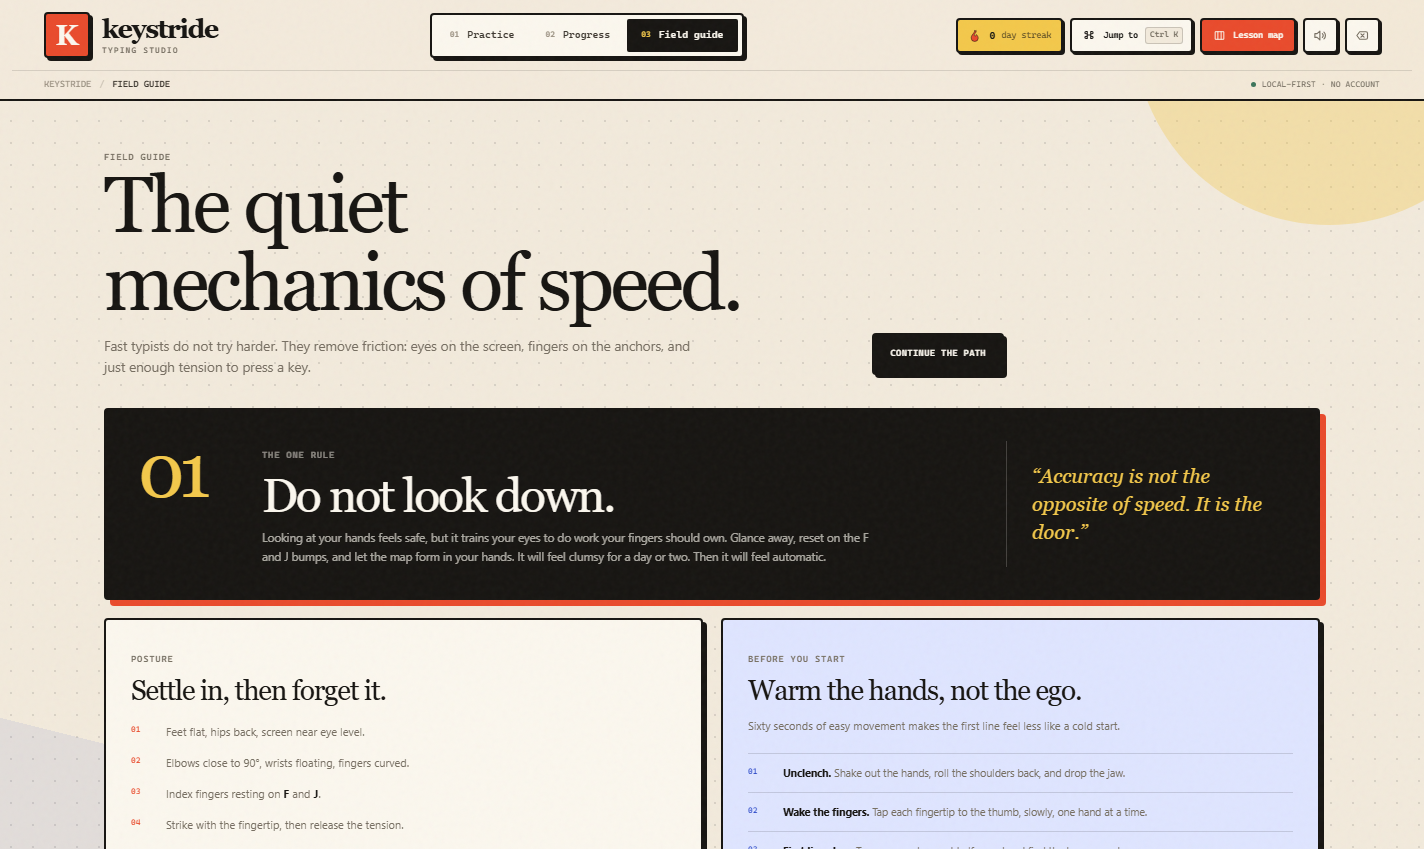 K
keystride
TYPING STUDIO
01 Practice
02 Progress
03 Field guide
0 day streak
⌘ Jump to Ctrl K
Lesson map
KEYSTRIDE / FIELD GUIDE
LOCAL-FIRST · NO ACCOUNT
FIELD GUIDE
The quiet
mechanics of speed.
Fast typists do not try harder. They remove friction: eyes on the screen, fingers on the anchors, and
just enough tension to press a key.
CONTINUE THE PATH
01
THE ONE RULE
Do not look down.
Looking at your hands feels safe, but it trains your eyes to do work your fingers should own. Glance away, reset on the F
and J bumps, and let the map form in your hands. It will feel clumsy for a day or two. Then it will feel automatic.
“Accuracy is not the
opposite of speed. It is the
door.”
POSTURE
Settle in, then forget it.
01 Feet flat, hips back, screen near eye level.
02 Elbows close to 90°, wrists floating, fingers curved.
03 Index fingers resting on F and J.
04 Strike with the fingertip, then release the tension.
BEFORE YOU START
Warm the hands, not the ego.
Sixty seconds of easy movement makes the first line feel less like a cold start.
01 Unclench. Shake out the hands, roll the shoulders back, and drop the jaw.
02 Wake the fingers. Tap each fingertip to the thumb, slowly, one hand at a time.